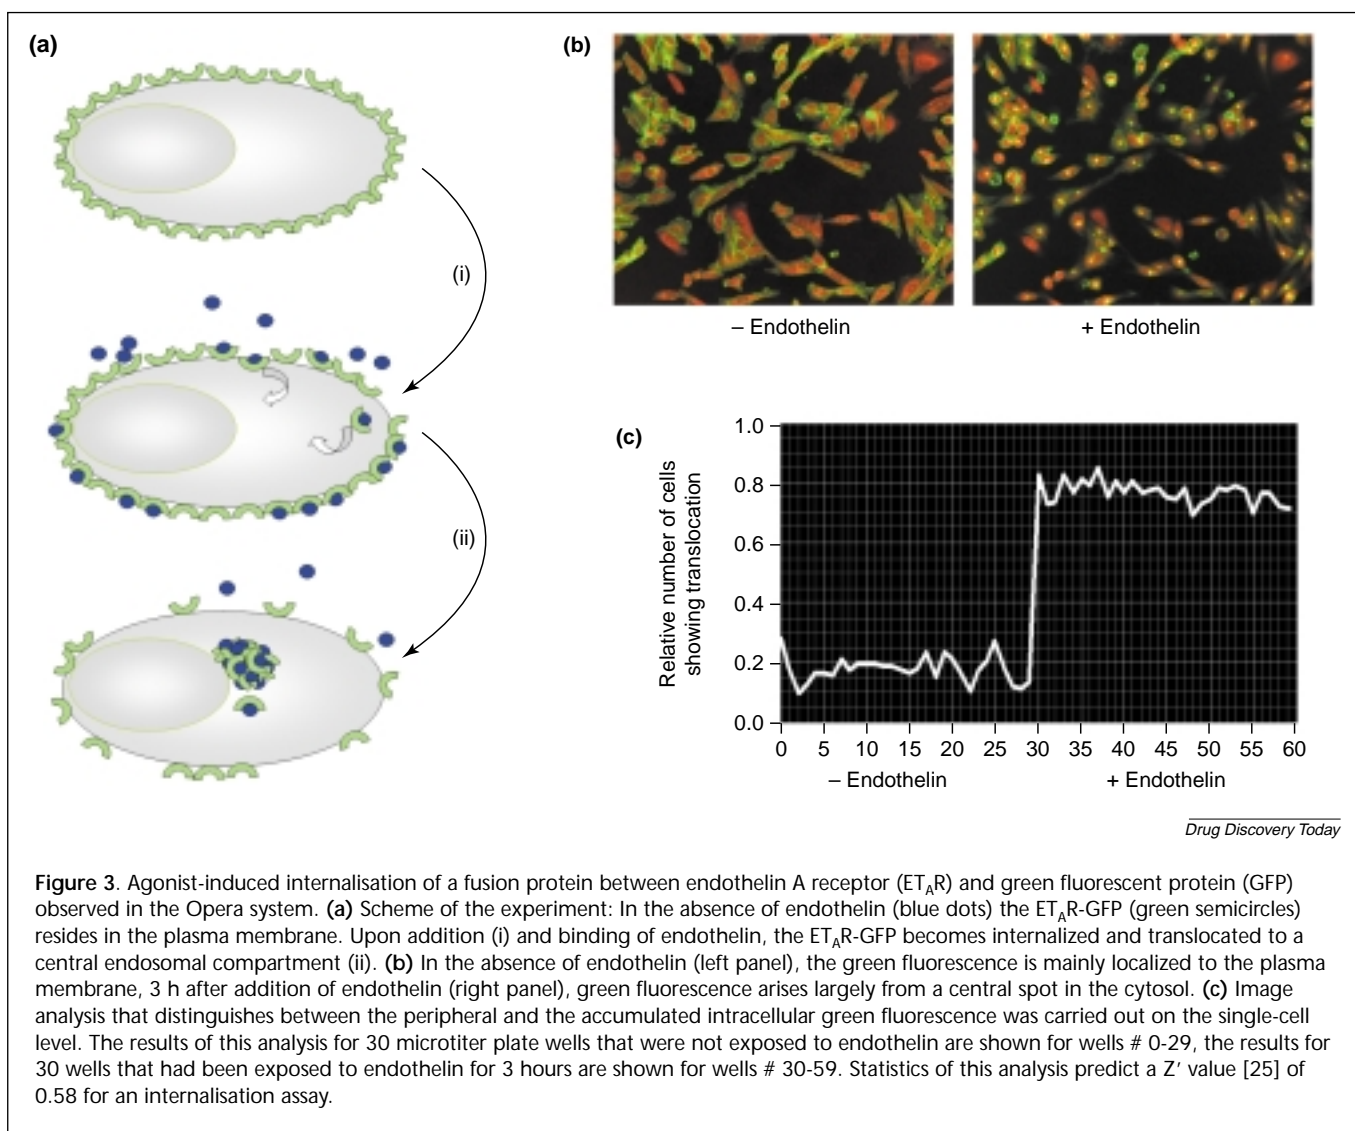 (a)
(i)
(ii)
(b)
– Endothelin
+ Endothelin
(c)
Relative number of cells
showing translocation
1.0
0.8
0.6
0.4
0.2
0.0
0 5 10 15 20 25 30 35 40 45 50 55 60
– Endothelin
+ Endothelin
Drug Discovery Today
Figure 3. Agonist-induced internalisation of a fusion protein between endothelin A receptor (ETAR) and green fluorescent protein (GFP)
observed in the Opera system. (a) Scheme of the experiment: In the absence of endothelin (blue dots) the ETAR-GFP (green semicircles)
resides in the plasma membrane. Upon addition (i) and binding of endothelin, the ETAR-GFP becomes internalized and translocated to a
central endosomal compartment (ii). (b) In the absence of endothelin (left panel), the green fluorescence is mainly localized to the plasma
membrane, 3 h after addition of endothelin (right panel), green fluorescence arises largely from a central spot in the cytosol. (c) Image
analysis that distinguishes between the peripheral and the accumulated intracellular green fluorescence was carried out on the single-cell
level. The results of this analysis for 30 microtiter plate wells that were not exposed to endothelin are shown for wells # 0-29, the results for
30 wells that had been exposed to endothelin for 3 hours are shown for wells # 30-59. Statistics of this analysis predict a Z′ value [25] of
0.58 for an internalisation assay.